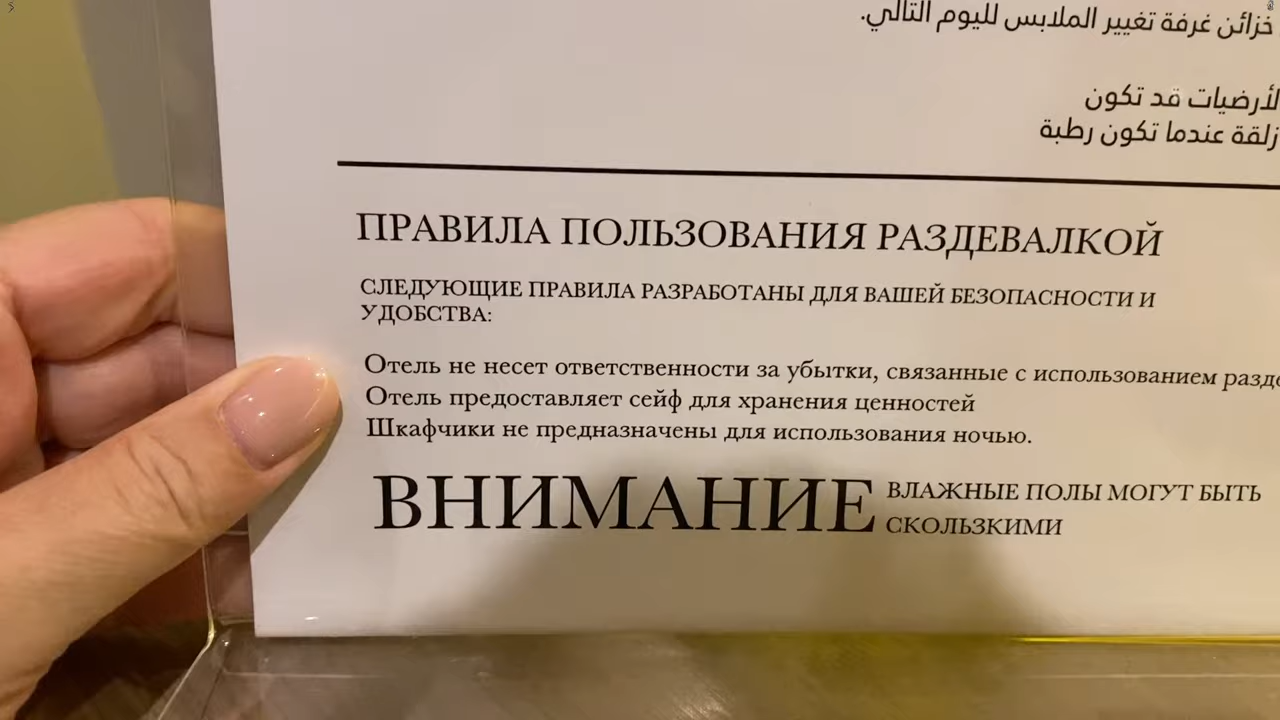 خزائن غرفة تغيير الملابس لليوم التالي.
الأرضيات قد تكون
زلقة عندما تكون رطبة
ПРАВИЛА ПОЛЬЗОВАНИЯ РАЗДЕВАЛКОЙ
СЛЕДУЮЩИЕ ПРАВИЛА РАЗРАБОТАНЫ ДЛЯ ВАШЕЙ БЕЗОПАСНОСТИ И
УДОБСТВА:
Отель не несет ответственности за убытки, связанные с использованием
Отель предоставляет сейф для хранения ценностей
Шкафчики не предназначены для использования ночью.
ВНИМАНИЕ ВЛАЖНЫЕ ПОЛЫ МОГУТ БЫТЬ
СКОЛЬЗКИМИ